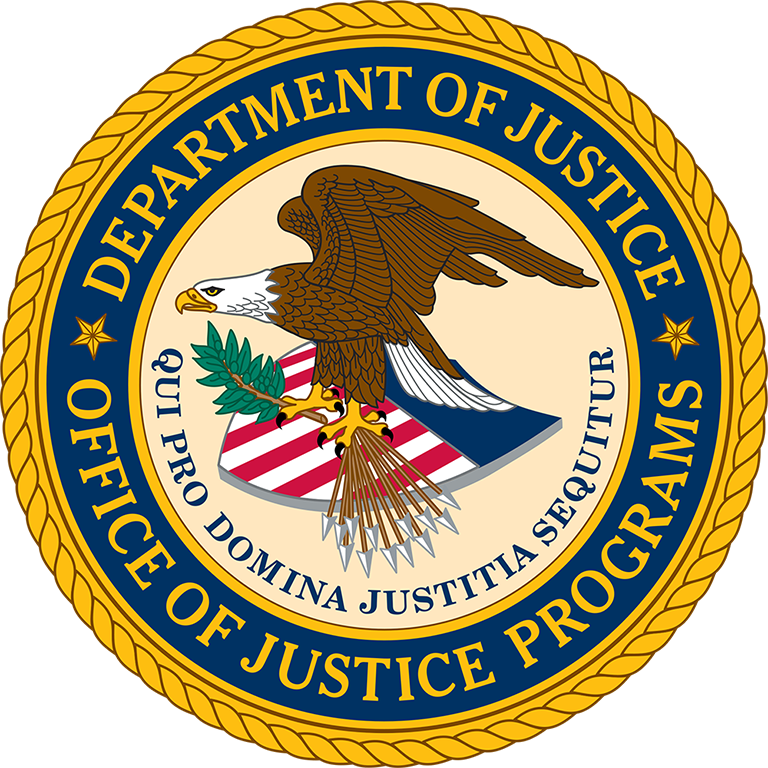 DEPARTMENT OF JUSTICE
QUI PRO DOMINA JUSTITIA SEQUITUR
OFFICE OF JUSTICE PROGRAMS